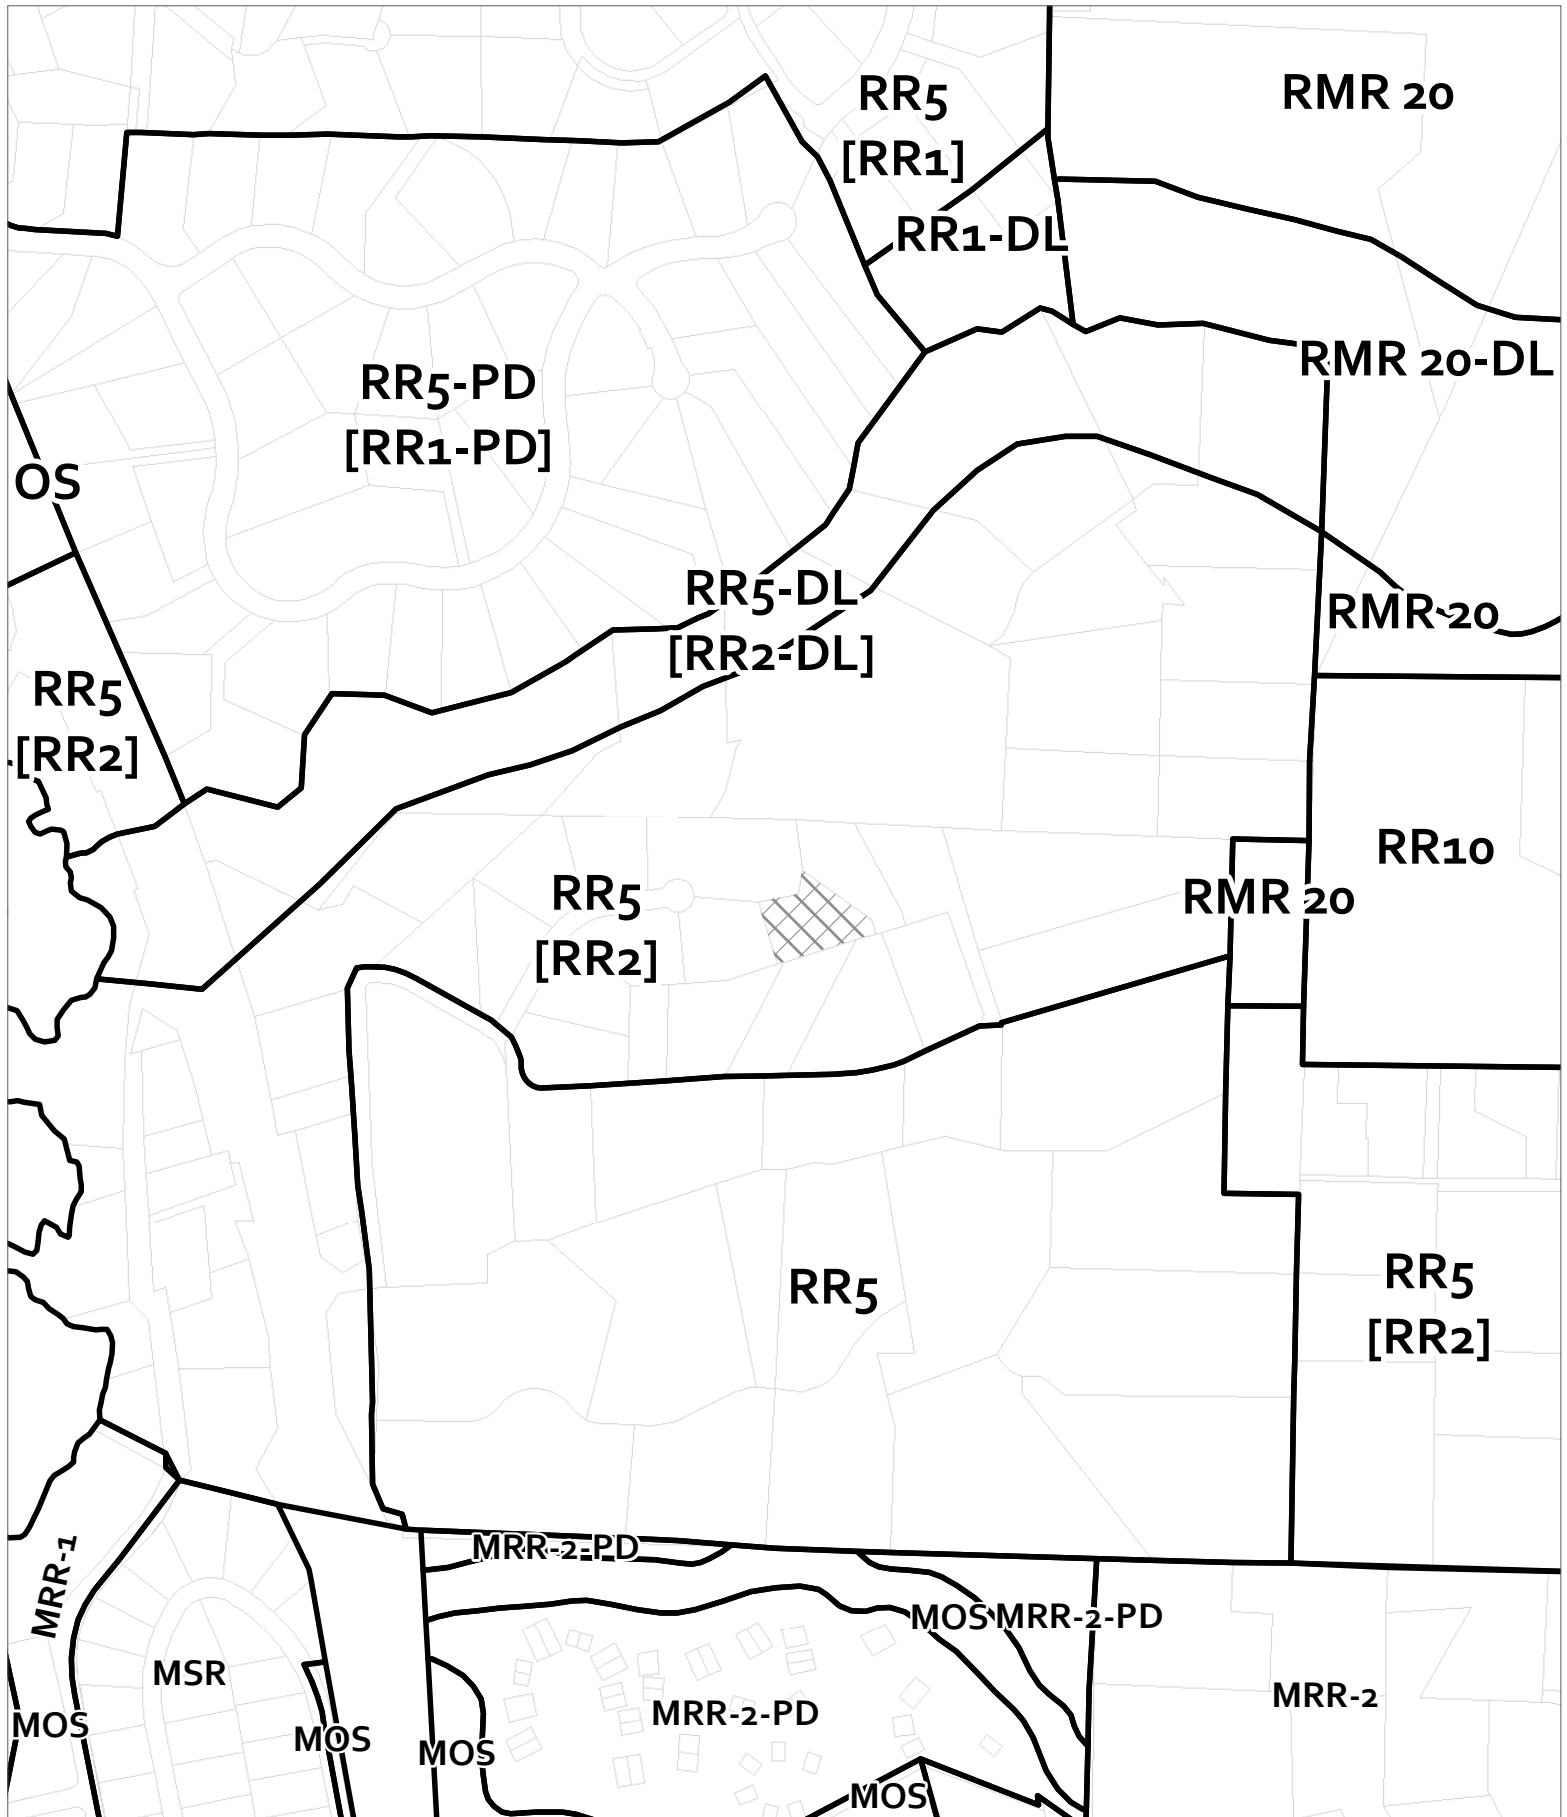 RR5
[RR1]
RMR 20
RR1-DL
RMR 20-DL
RR5-PD
[RR1-PD]
OS
RR5-DL
[RR2-DL]
RMR 20
RR5
[RR2]
RR10
RR5
[RR2]
RMR 20
RR5
RR5
[RR2]
MRR-2-PD
MRR-1
MOS
MRR-2-PD
MSR
MRR-2
MOS
MOS
MOS
MRR-2-PD
MOS